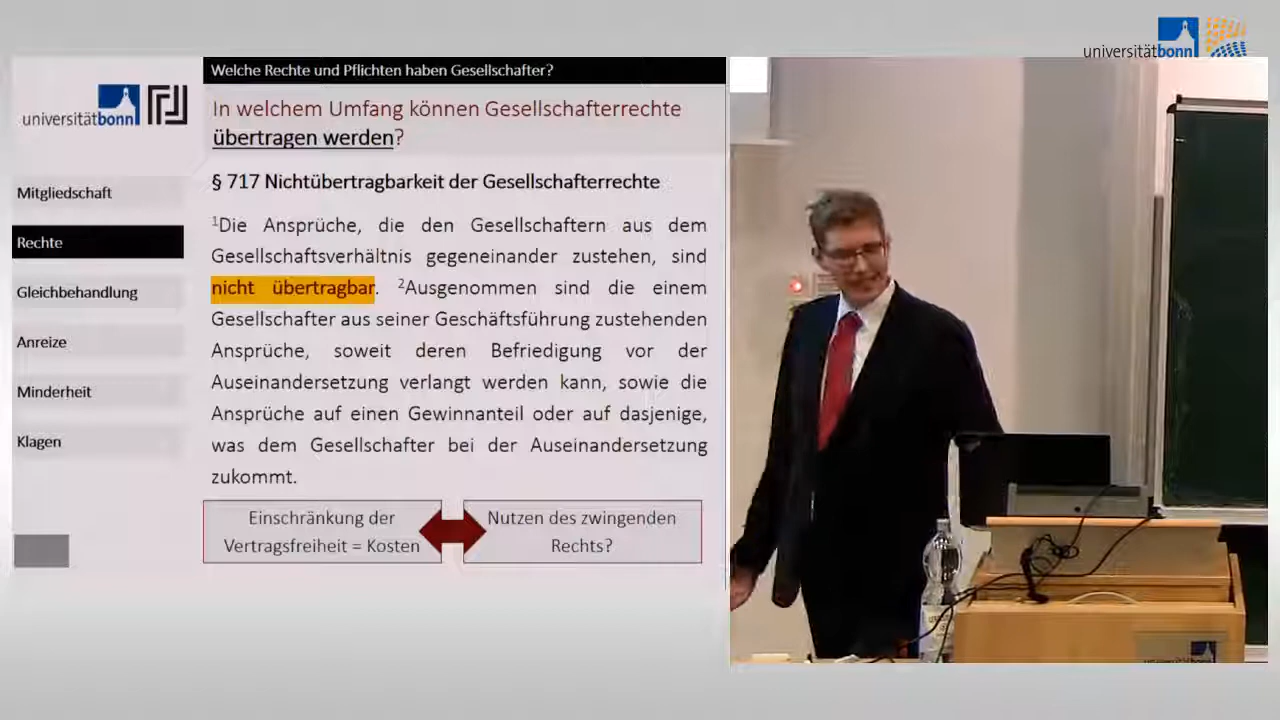 universitätbonn
Welche Rechte und Pflichten haben Gesellschafter?
universitätbonn
In welchem Umfang können Gesellschafterrechte
übertragen werden?
§ 717 Nichtübertragbarkeit der Gesellschafterrechte
Mitgliedschaft
Rechte
Gleichbehandlung
Anreize
Minderheit
Klagen
¹Die Ansprüche, die den Gesellschaftern aus dem
Gesellschaftsverhältnis gegeneinander zustehen, sind
nicht übertragbar. ²Ausgenommen sind die einem
Gesellschafter aus seiner Geschäftsführung zustehenden
Ansprüche, soweit deren Befriedigung vor der
Auseinandersetzung verlangt werden kann, sowie die
Ansprüche auf einen Gewinnanteil oder auf dasjenige,
was dem Gesellschafter bei der Auseinandersetzung
zukommt.
Einschränkung der
Vertragsfreiheit = Kosten
Nutzen des zwingenden
Rechts?